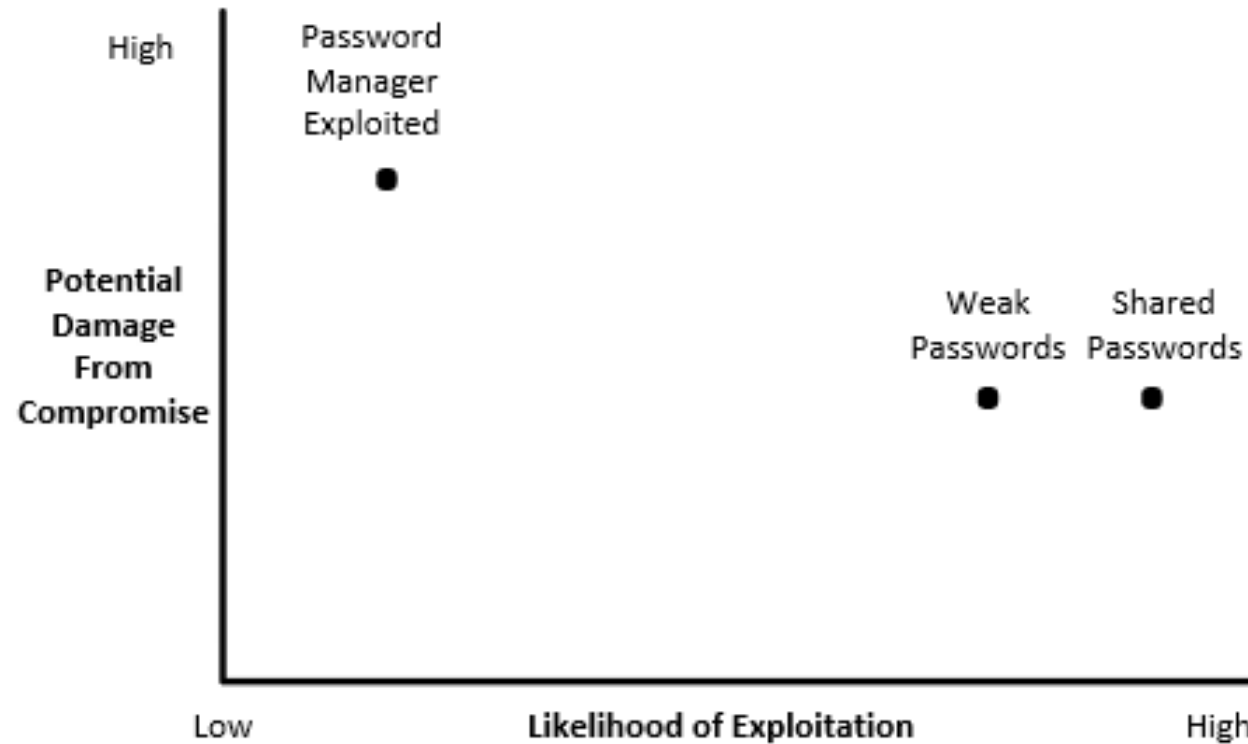 High
Password
Manager
Exploited
Potential
Damage
From
Compromise
Weak
Passwords
Shared
Passwords
Low
Likelihood of Exploitation
High